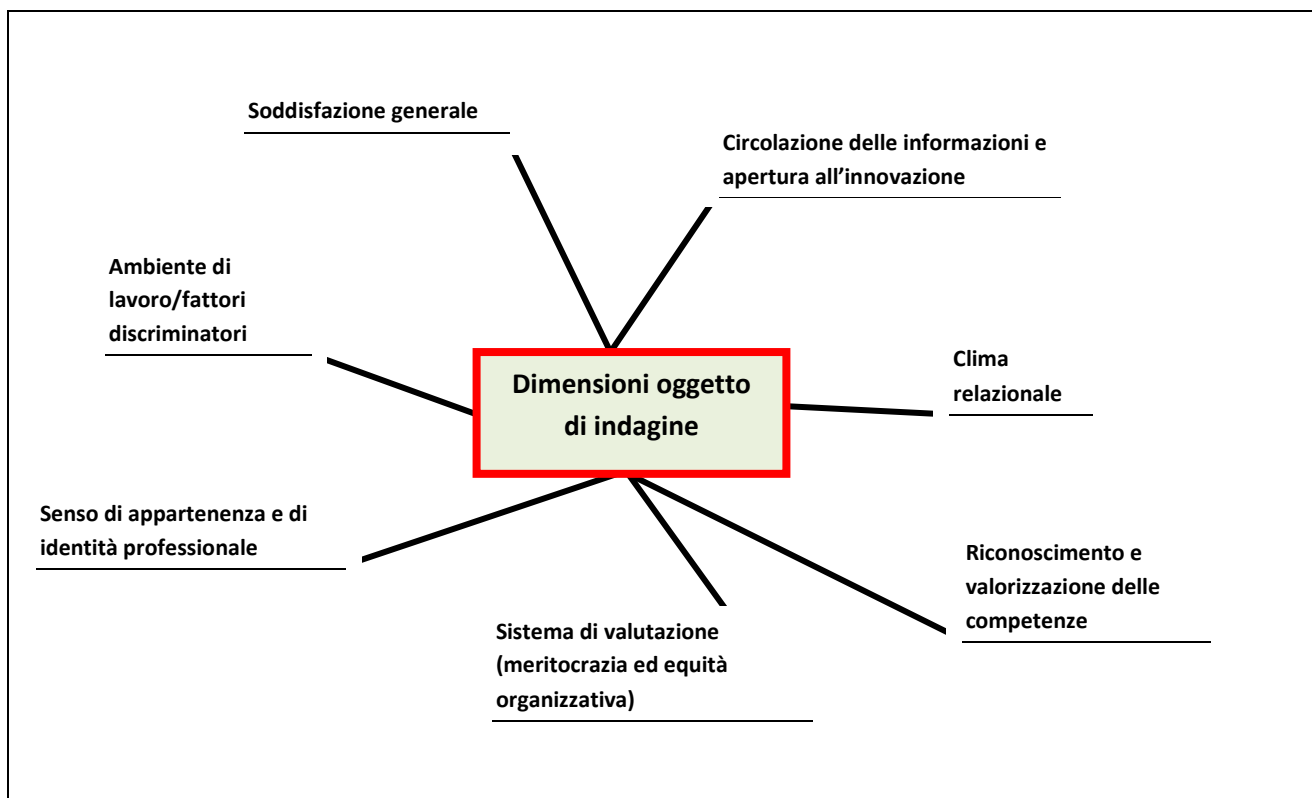 Soddisfazione generale
Circolazione delle informazioni e
apertura all’innovazione
Ambiente di
lavoro/fattori
discriminatori
Dimensioni oggetto
di indagine
Clima
relazionale
Senso di appartenenza e di
identità professionale
Riconoscimento e
valorizzazione delle
competenze
Sistema di valutazione
(meritocrazia ed equità
organizzativa)